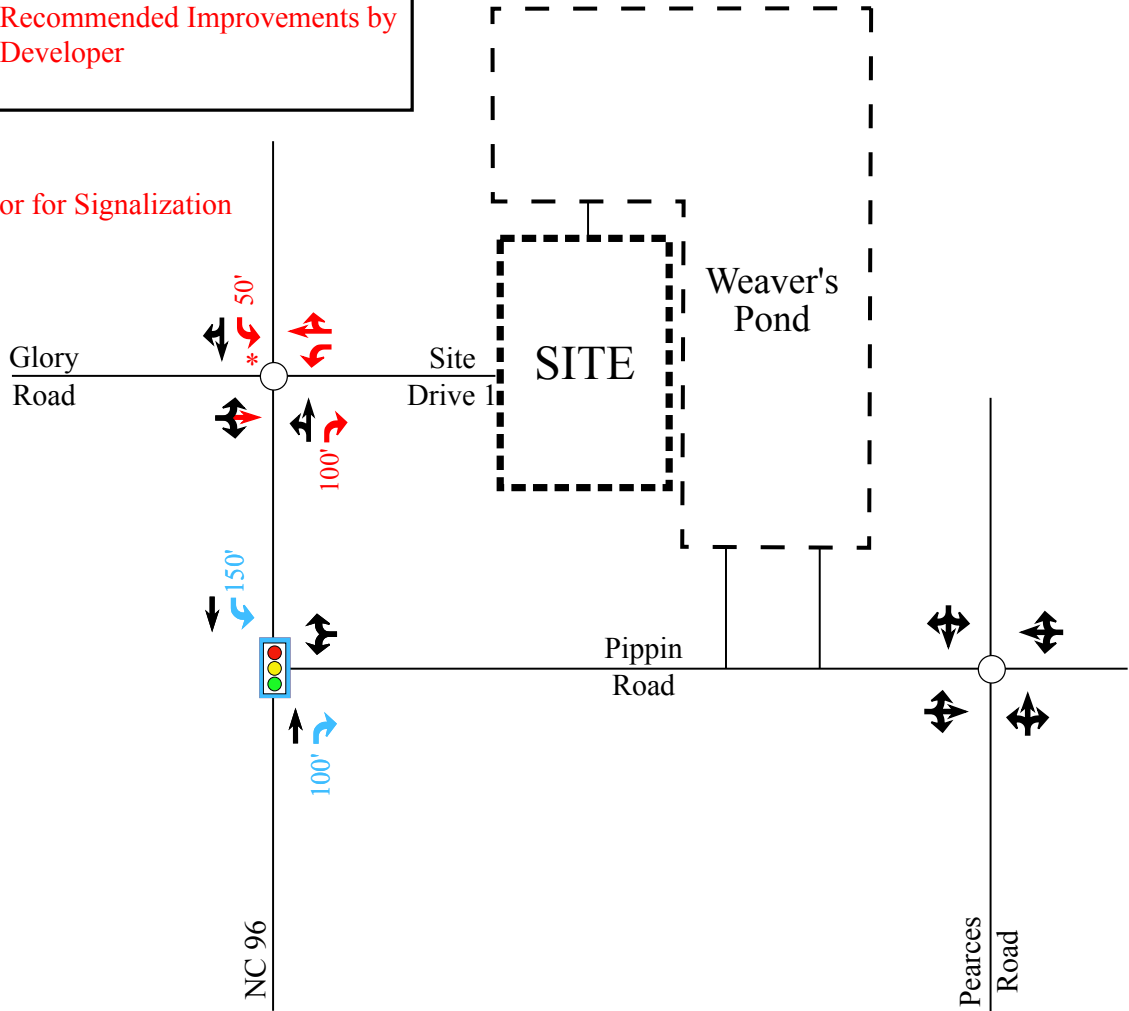 Recommended Improvements by
Developer
or for Signalization
Weaver's
Pond
50'
*
Glory
Road
Site
Drive 1
SITE
100'
150'
Pippin
Road
100'
NC 96
Pearces
Road